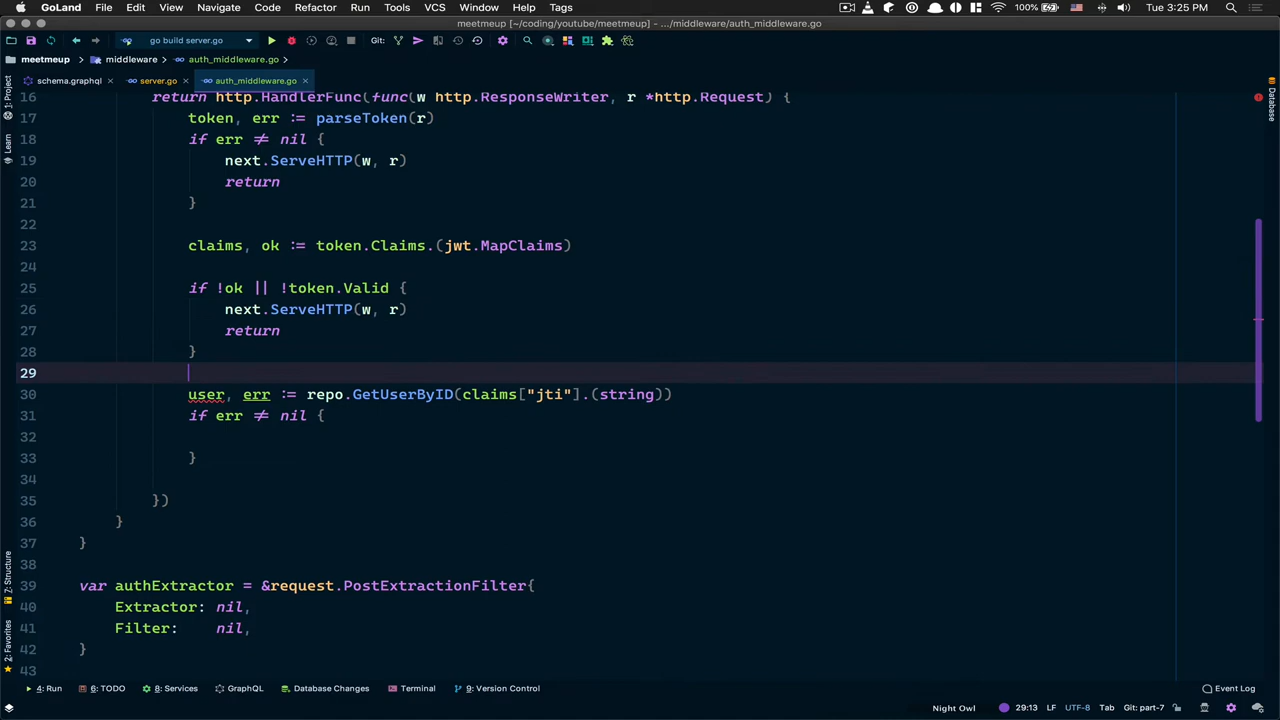 GoLand File Edit View Navigate Code Refactor Run Tools VCS Window Help Tags 100% Tue 3:25 PM
meetmeup [~/coding/youtube/meetmeup] – .../middleware/auth_middleware.go
go build server.go Git:
meetmeup middleware auth_middleware.go
schema.graphql server.go auth_middleware.go
1: Project
Learn
7: Structure
2: Favorites
Database
16 return http.HandlerFunc(func(w http.ResponseWriter, r *http.Request) {
17 token, err := parseToken(r)
18 if err ≠ nil {
19 next.ServeHTTP(w, r)
20 return
21 }
22
23 claims, ok := token.Claims.(jwt.MapClaims)
24
25 if !ok || !token.Valid {
26 next.ServeHTTP(w, r)
27 return
28 }
29
30 user, err := repo.GetUserByID(claims["jti"].(string))
31 if err ≠ nil {
32
33 }
34
35 })
36 }
37 }
38
39 var authExtractor = &request.PostExtractionFilter{
40 Extractor: nil,
41 Filter: nil,
42 }
43
4: Run 6: TODO 8: Services GraphQL Database Changes Terminal 9: Version Control Event Log
Night Owl 29:13 LF UTF-8 Tab Git: part-7